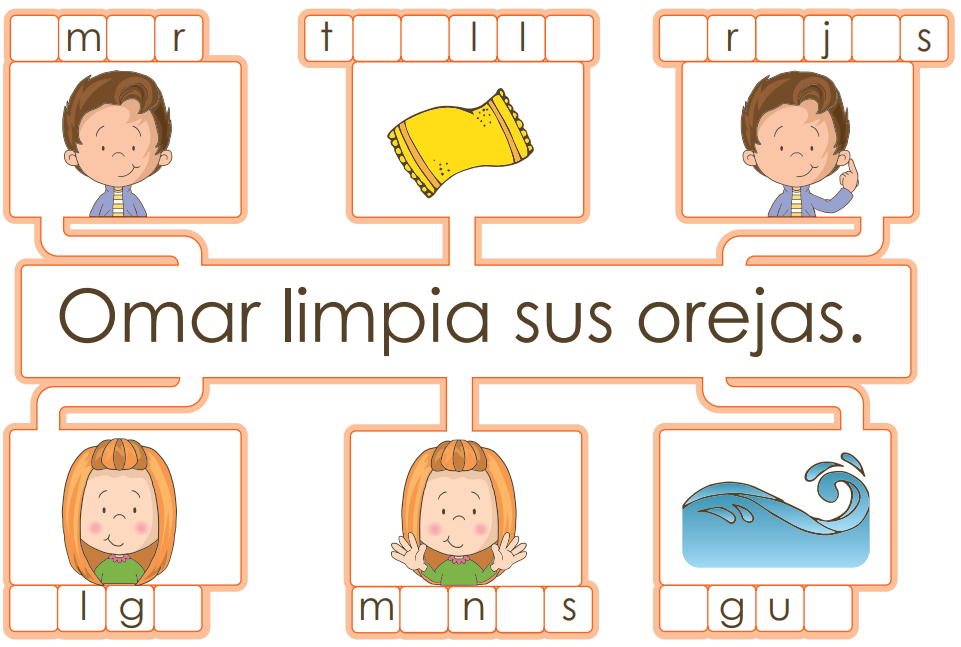 m r
t l l
r j s
Omar limpia sus orejas.
l g
m n s
g u